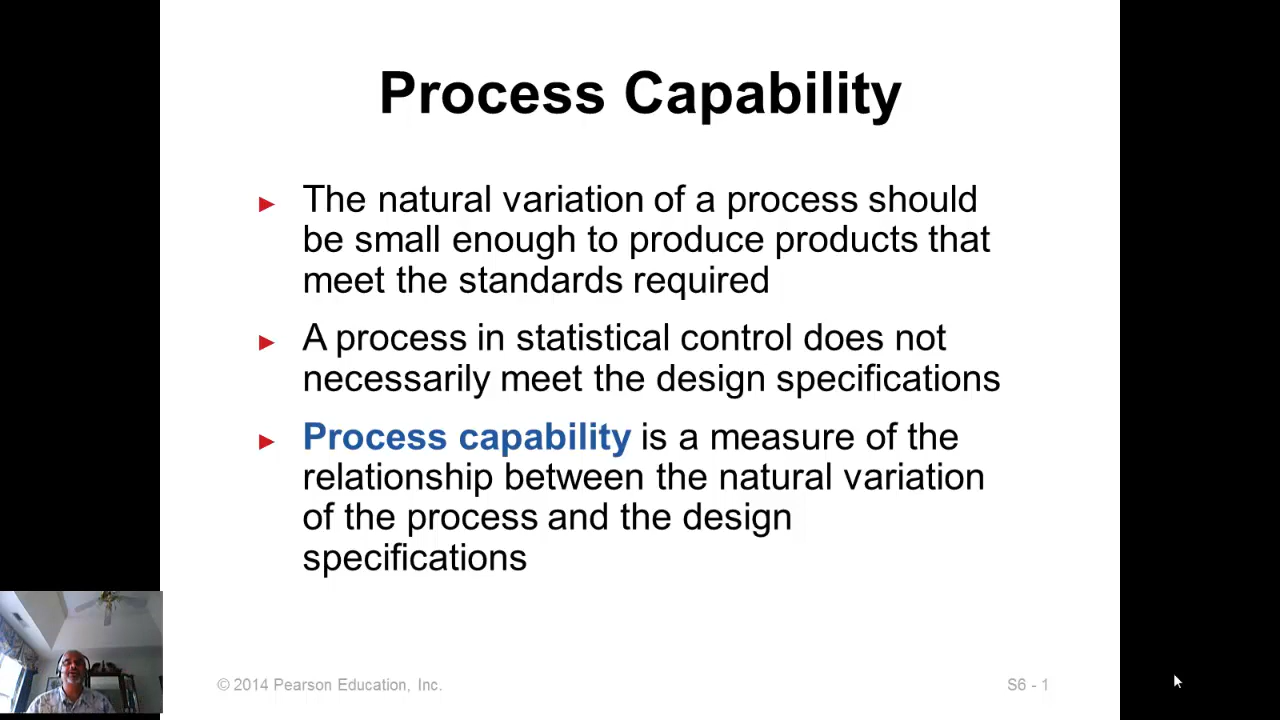 Process Capability
The natural variation of a process should
be small enough to produce products that
meet the standards required
A process in statistical control does not
necessarily meet the design specifications
Process capability is a measure of the
relationship between the natural variation
of the process and the design
specifications
© 2014 Pearson Education, Inc.
S6 - 1